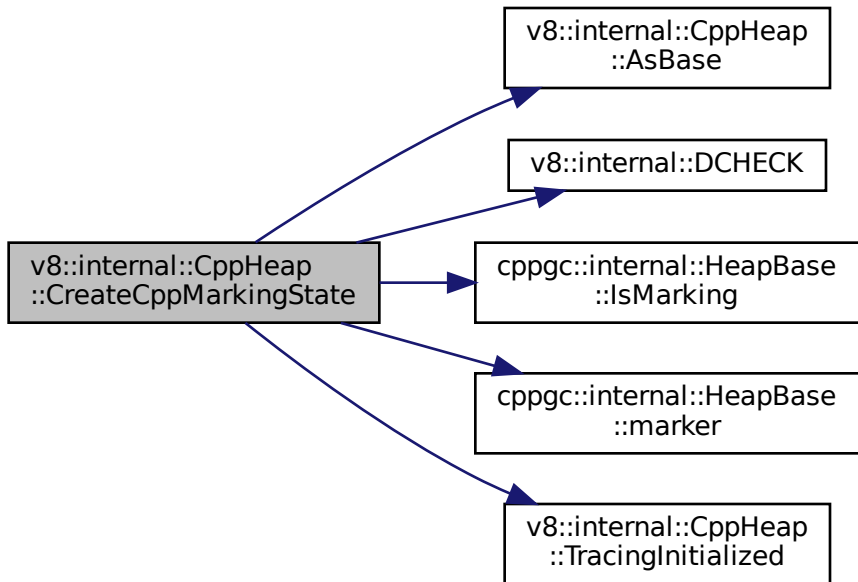 v8::internal::CppHeap
::AsBase
v8::internal::DCHECK
v8::internal::CppHeap
::CreateCppMarkingState
cppgc::internal::HeapBase
::IsMarking
cppgc::internal::HeapBase
::marker
v8::internal::CppHeap
::TracingInitialized